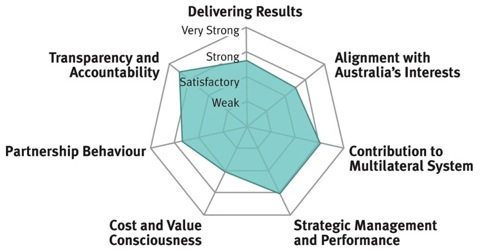 Delivering Results
Very Strong
Strong
Satisfactory
Weak
Transparency and
Accountability
Alignment with
Australia's Interests
Partnership Behaviour
Contribution to
Multilateral System
Cost and Value
Consciousness
Strategic Management
and Performance